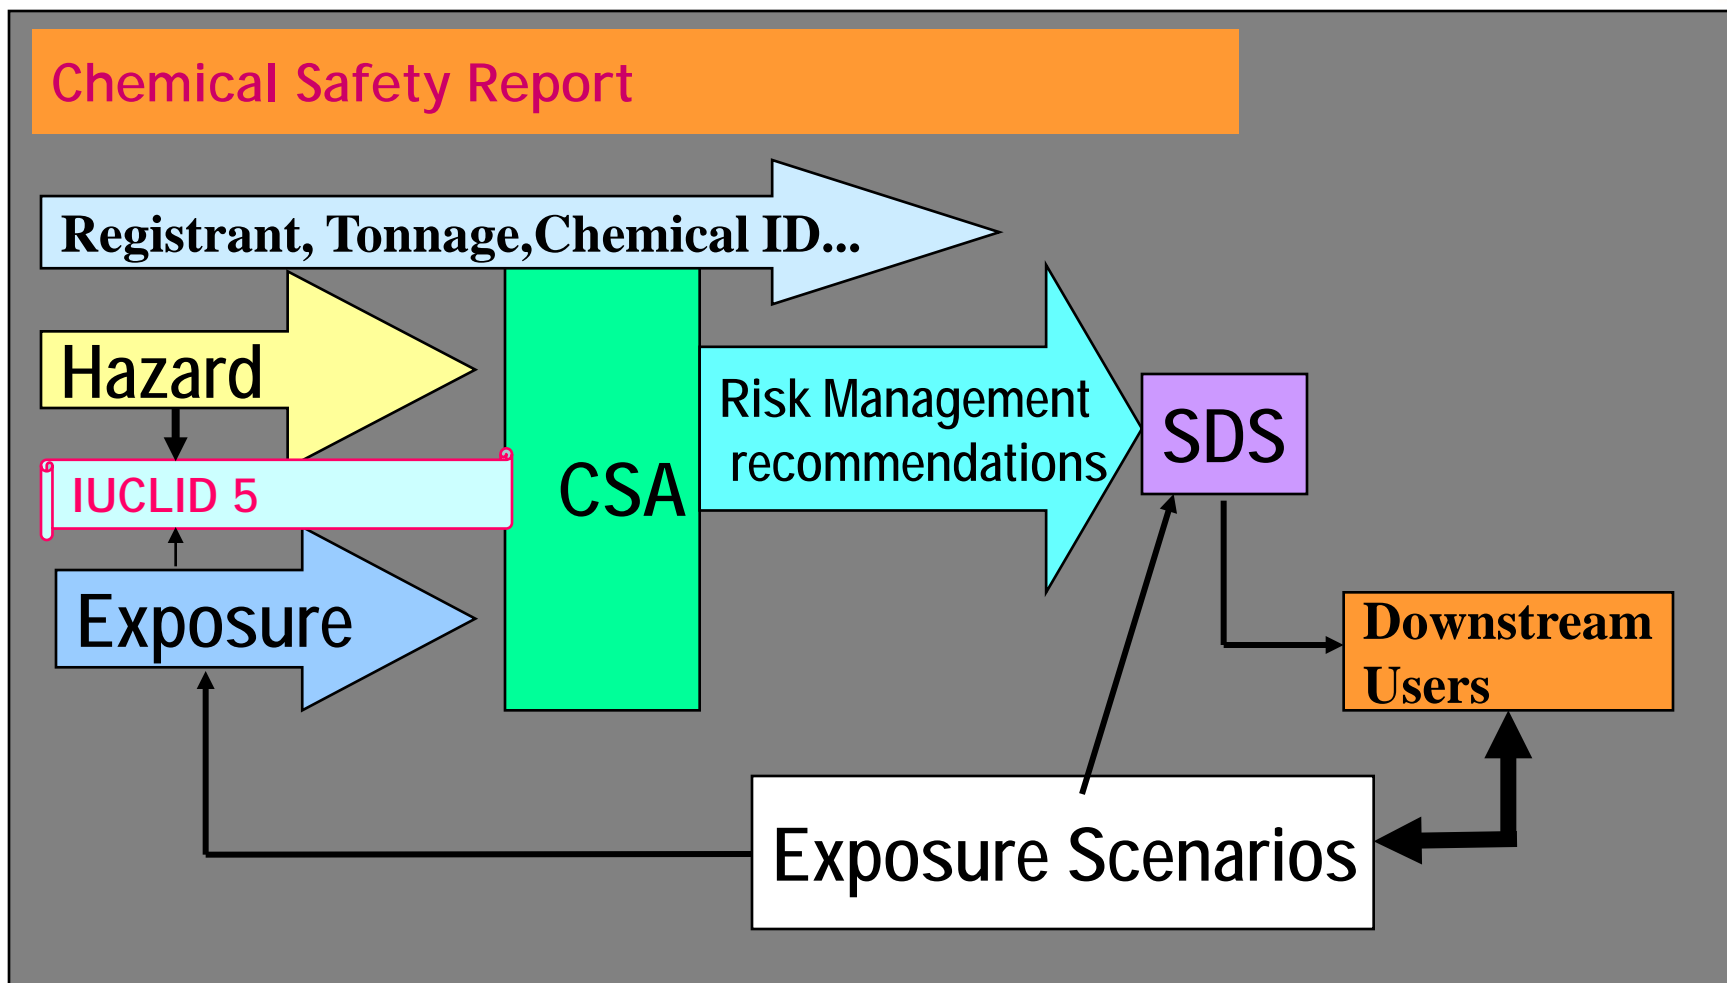 Chemical Safety Report
Registrant, Tonnage,Chemical ID...
Hazard
Risk Management
recommendations
SDS
IUCLID 5
CSA
Exposure
Downstream
Users
Exposure Scenarios